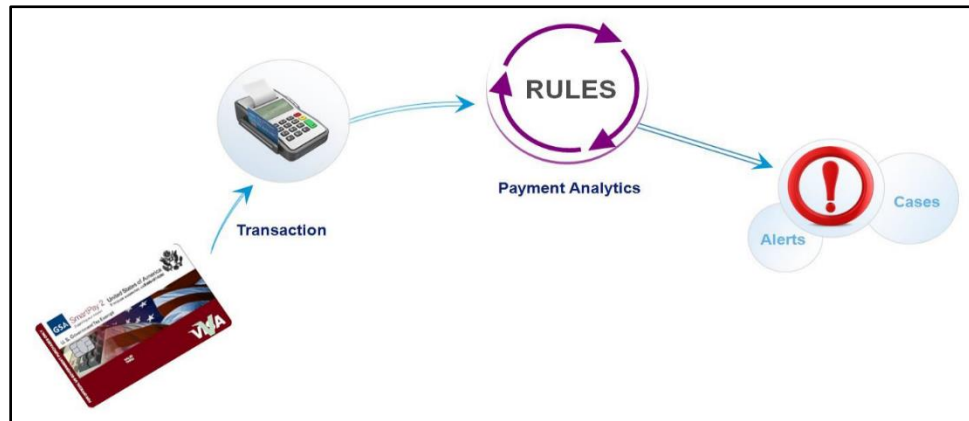 RULES
Payment Analytics
Transaction
Cases
Alerts
GSA
SmartPay 2
United States of America
U.S. Government Tax Exempt
VISA